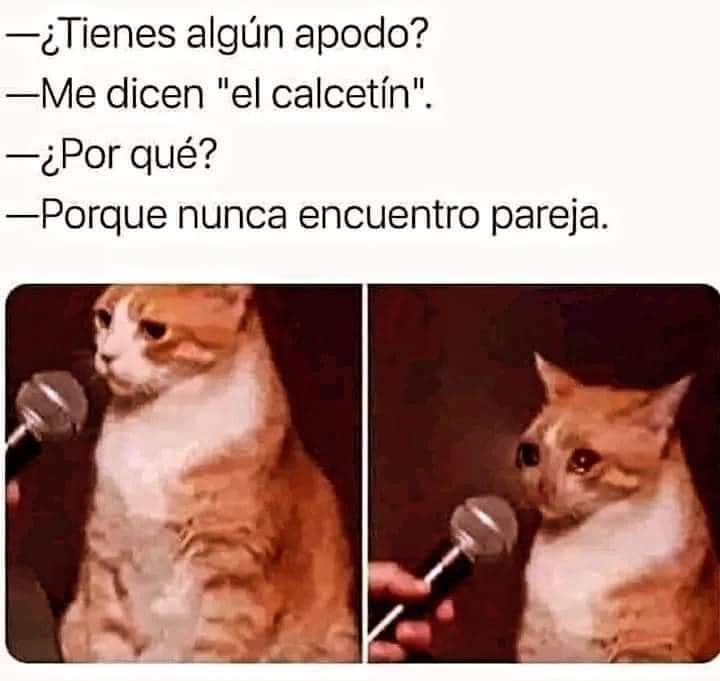 —¿Tienes algún apodo?
—Me dicen "el calcetín".
—¿Por qué?
—Porque nunca encuentro pareja.